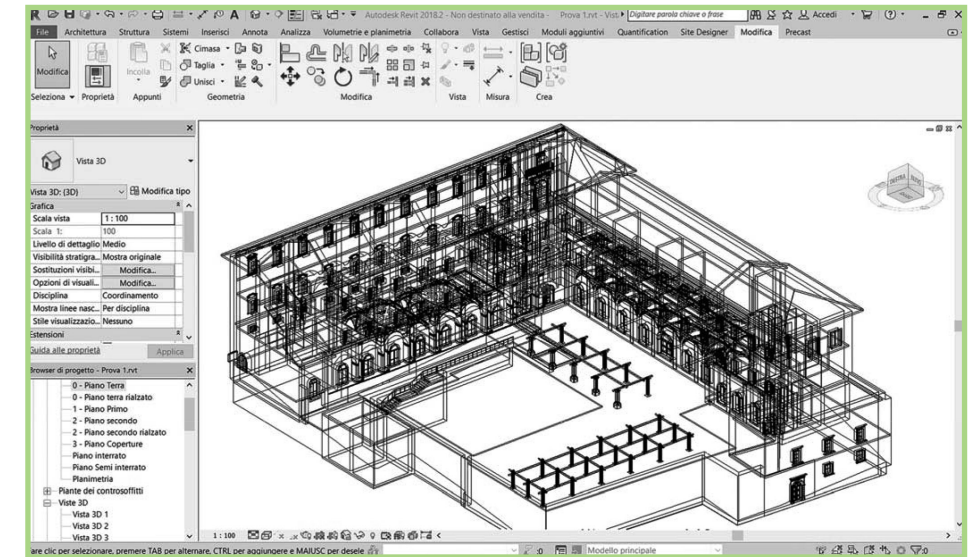 Autodesk Revit 2018.2 - Non destinato alla vendita - Prova 1.rvt - Vist
Digitare parola chiave o frase
Accedi
File Architettura Struttura Sistemi Inserisci Annota Analizza Volumetrie e planimetria Collabora Vista Gestisci Moduli aggiuntivi Quantification Site Designer Modifica Precast
Modifica
Incolla
Cimasa
Taglia
Unisci
Seleziona Proprietà Appunti Geometria Modifica Vista Misura Crea
Proprietà
Vista 3D
Vista 3D: {3D} Modifica tipo
Grafica
Scala vista 1 : 100
Scala 1: 100
Livello di dettaglio Medio
Visibilità stratigra... Mostra originale
Sostituzioni visibi... Modifica...
Opzioni di visuali... Modifica...
Disciplina Coordinamento
Mostra linee nasc... Per disciplina
Stile visualizzazio... Nessuno
Estensioni
Guida alle proprietà Applica
Browser di progetto - Prova 1.rvt
0 - Piano Terra
0 - Piano terra rialzato
1 - Piano Primo
2 - Piano secondo
2 - Piano secondo rialzato
3 - Piano Coperture
Piano interrato
Piano Semi interrato
Planimetria
Piante dei controsoffitti
Viste 3D
Vista 3D 1
Vista 3D 2
Vista 3D 3
1 : 100
are clic per selezionare, premere TAB per alternare, CTRL per aggiungere e MAIUSC per desele
:0
Modello principale
:0